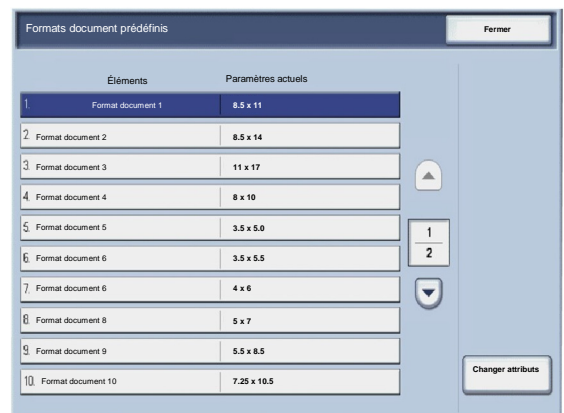 Formats document prédéfinis
Fermer
Éléments Paramètres actuels
1. Format document 1 8.5 x 11
2. Format document 2 8.5 x 14
3. Format document 3 11 x 17
4. Format document 4 8 x 10
5. Format document 5 3.5 x 5.0
6. Format document 6 3.5 x 5.5
7. Format document 6 4 x 6
8. Format document 8 5 x 7
9. Format document 9 5.5 x 8.5
10. Format document 10 7.25 x 10.5
1
2
Changer attributs